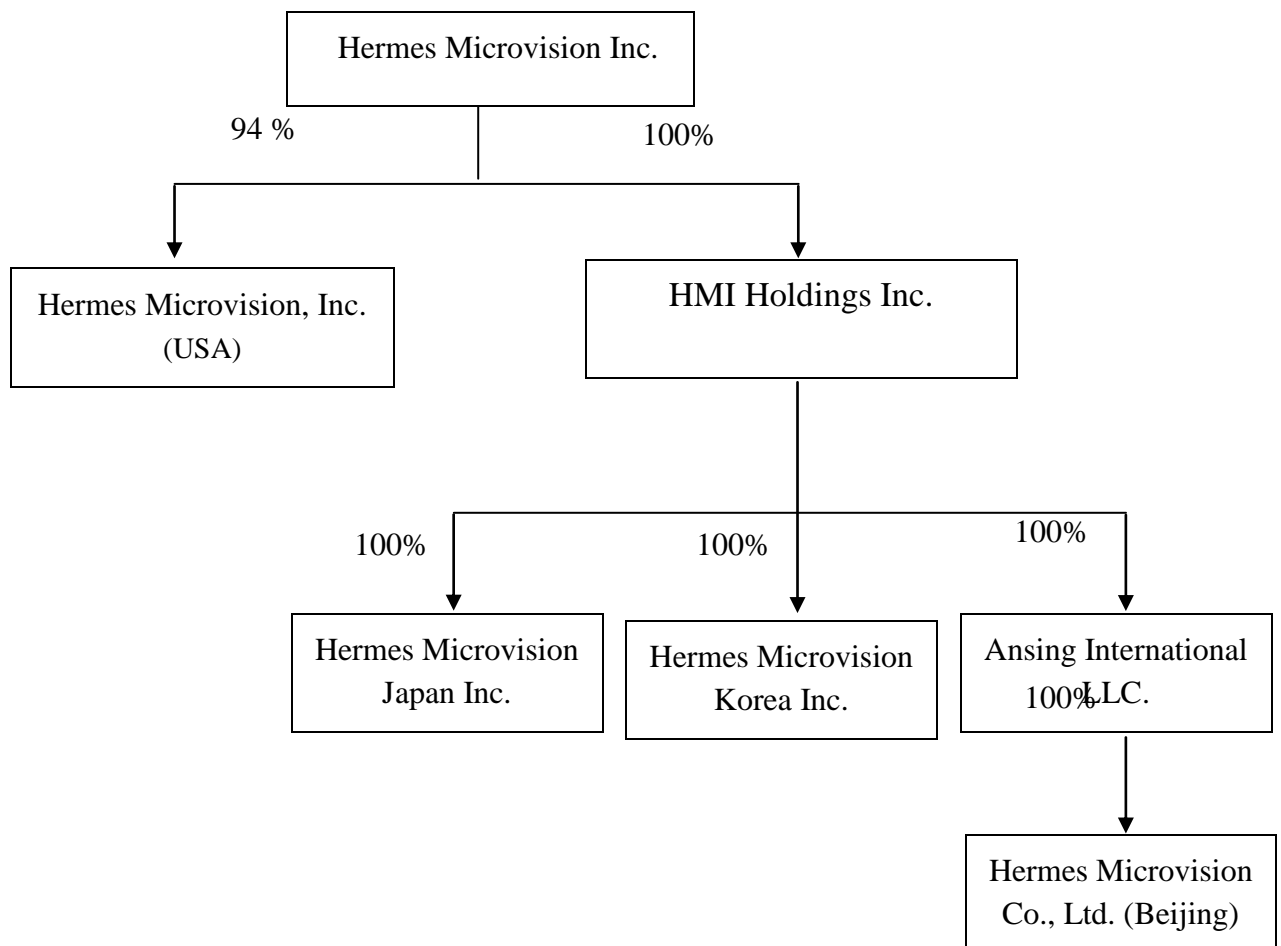 Hermes Microvision Inc.
94 %
100%
Hermes Microvision, Inc.
(USA)
HMI Holdings Inc.
100%
100%
100%
Hermes Microvision
Japan Inc.
Hermes Microvision
Korea Inc.
Ansing International
LLC.
100%
Hermes Microvision
Co., Ltd. (Beijing)